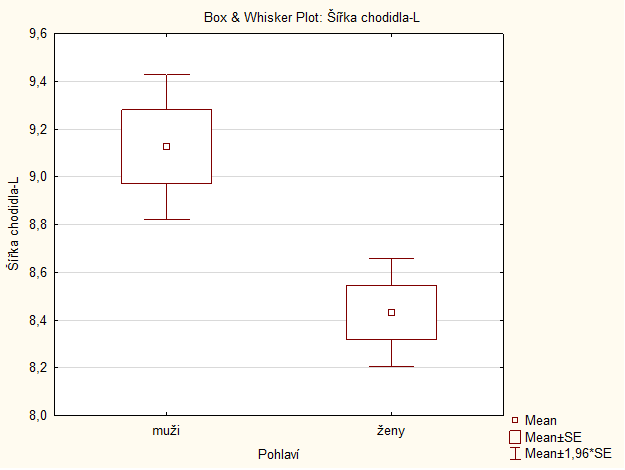 Box & Whisker Plot: Šířka chodidla-L
9,6
9,4
9,2
9,0
8,8
8,6
8,4
8,2
8,0
Šířka chodidla-L
muži
ženy
Pohlaví
Mean
Mean±SE
Mean±1,96*SE